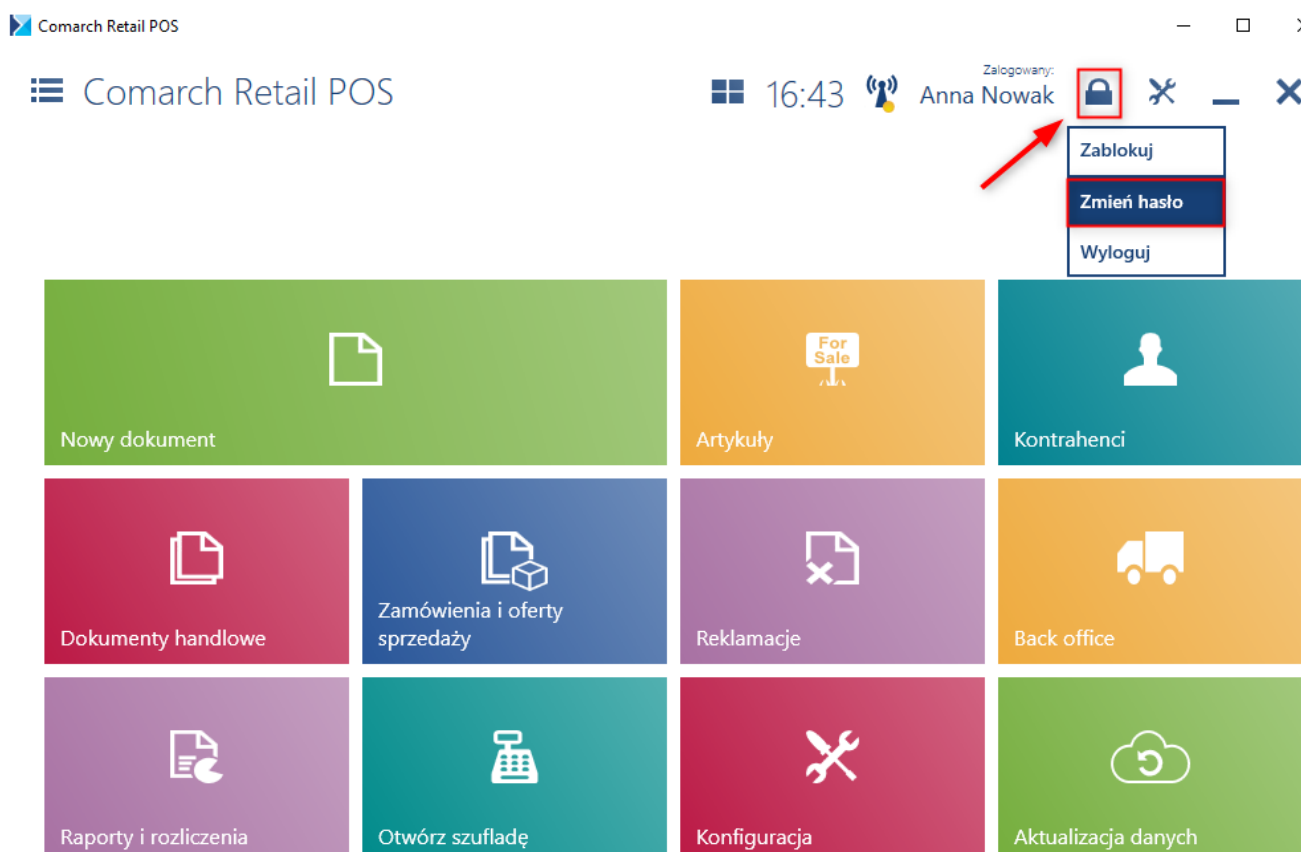 Comarch Retail POS
Comarch Retail POS
16:43
Zalogowany:
Anna Nowak
Zablokuj
Zmień hasło
Wyloguj
Nowy dokument
For
Sale
Artykuły
Kontrahenci
Dokumenty handlowe
Zamówienia i oferty
sprzedaży
Reklamacje
Back office
Raporty i rozliczenia
Otwórz szufladę
Konfiguracja
Aktualizacja danych